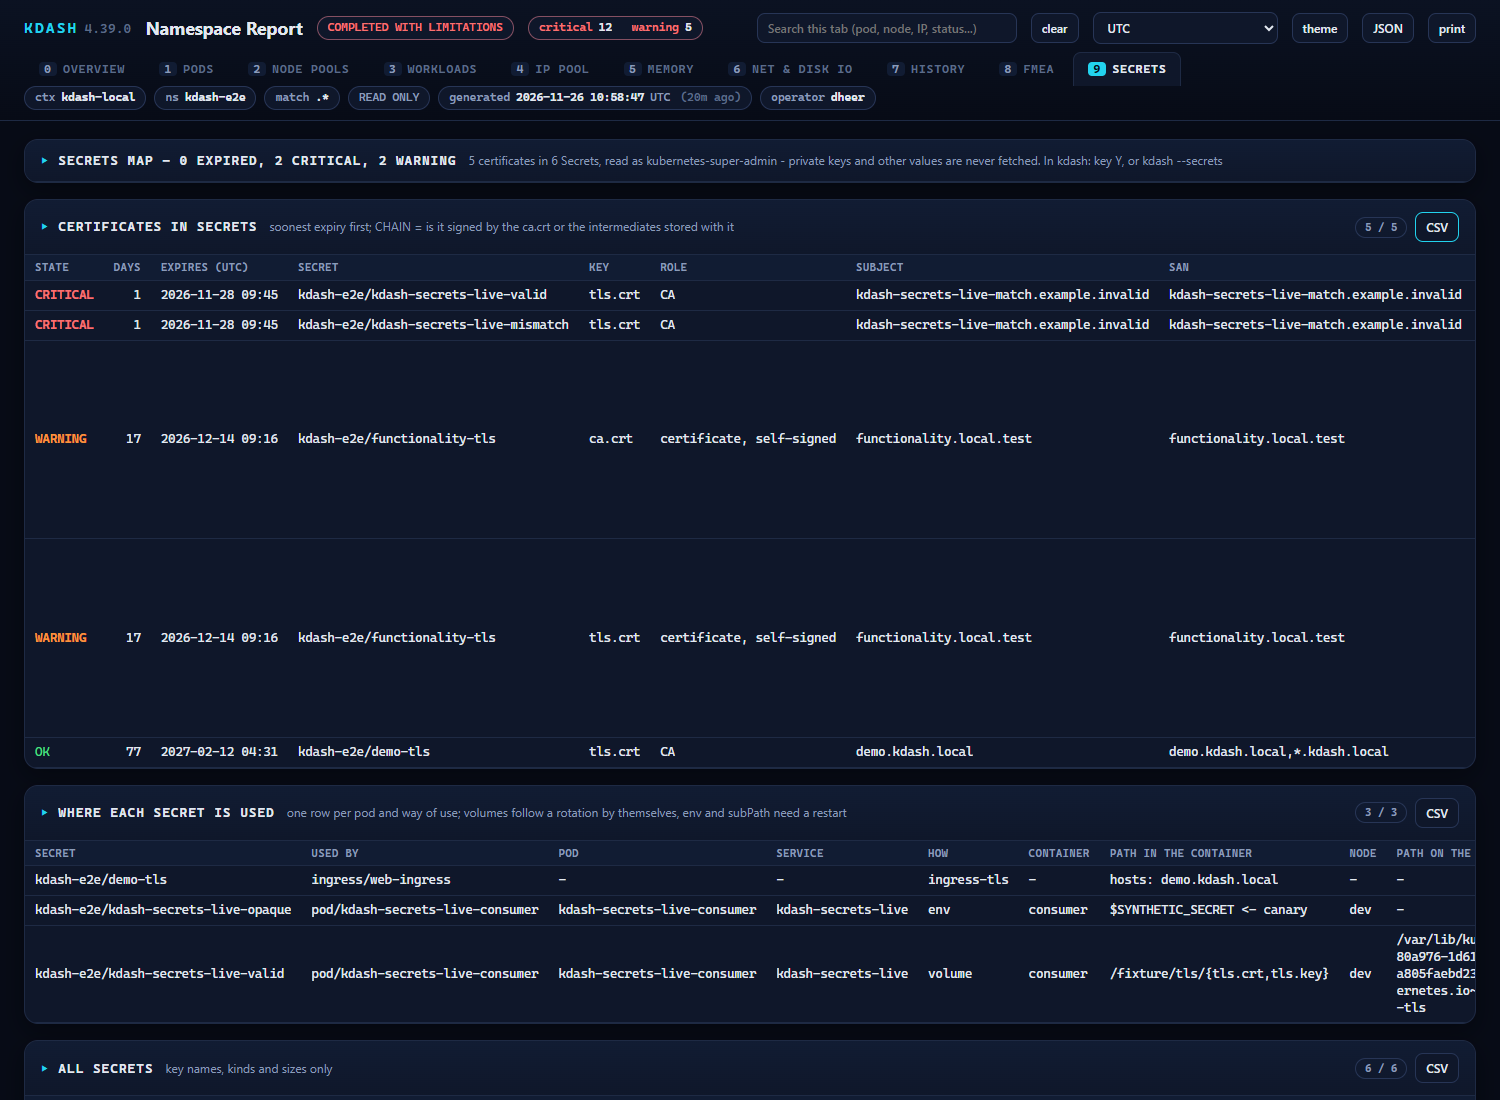 KDASH 4.39.0 Namespace Report COMPLETED WITH LIMITATIONS critical 12 warning 5 Search this tab (pod, node, IP, status...) clear UTC theme JSON print
0 OVERVIEW 1 PODS 2 NODE POOLS 3 WORKLOADS 4 IP POOL 5 MEMORY 6 NET & DISK IO 7 HISTORY 8 FMEA 9 SECRETS
ctx kdash-local ns kdash-e2e match .* READ ONLY generated 2026-11-26 10:58:47 UTC (20m ago) operator dheer
SECRETS MAP - 0 EXPIRED, 2 CRITICAL, 2 WARNING 5 certificates in 6 Secrets, read as kubernetes-super-admin - private keys and other values are never fetched. In kdash: key Y, or kdash --secrets
CERTIFICATES IN SECRETS soonest expiry first; CHAIN = is it signed by the ca.crt or the intermediates stored with it 5 / 5 CSV
STATE DAYS EXPIRES (UTC) SECRET KEY ROLE SUBJECT SAN
CRITICAL 1 2026-11-28 09:45 kdash-e2e/kdash-secrets-live-valid tls.crt CA kdash-secrets-live-match.example.invalid kdash-secrets-live-match.example.invalid
CRITICAL 1 2026-11-28 09:45 kdash-e2e/kdash-secrets-live-mismatch tls.crt CA kdash-secrets-live-match.example.invalid kdash-secrets-live-match.example.invalid
WARNING 17 2026-12-14 09:16 kdash-e2e/functionality-tls ca.crt certificate, self-signed functionality.local.test functionality.local.test
WARNING 17 2026-12-14 09:16 kdash-e2e/functionality-tls tls.crt certificate, self-signed functionality.local.test functionality.local.test
OK 77 2027-02-12 04:31 kdash-e2e/demo-tls tls.crt CA demo.kdash.local demo.kdash.local,*.kdash.local
WHERE EACH SECRET IS USED one row per pod and way of use; volumes follow a rotation by themselves, env and subPath need a restart 3 / 3 CSV
SECRET USED BY POD SERVICE HOW CONTAINER PATH IN THE CONTAINER NODE PATH ON THE
kdash-e2e/demo-tls ingress/web-ingress - - ingress-tls - hosts: demo.kdash.local - -
kdash-e2e/kdash-secrets-live-opaque pod/kdash-secrets-live-consumer kdash-secrets-live-consumer kdash-secrets-live env consumer $SYNTHETIC_SECRET <- canary dev -
kdash-e2e/kdash-secrets-live-valid pod/kdash-secrets-live-consumer kdash-secrets-live-consumer kdash-secrets-live volume consumer /fixture/tls/{tls.crt,tls.key} dev /var/lib/ku
80a976-1d61
a805faebd23
ernetes.io~
-tls
ALL SECRETS key names, kinds and sizes only 6 / 6 CSV